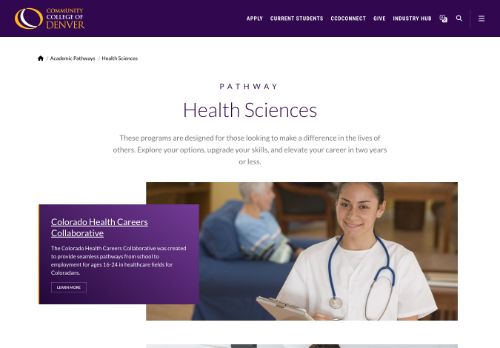 COMMUNITY
COLLEGE OF
DENVER
APPLY CURRENT STUDENTS CCDCONNECT GIVE INDUSTRY HUB
Academic Pathways / Health Sciences
PATHWAY
Health Sciences
These programs are designed for those looking to make a difference in the lives of
others. Explore your options, upgrade your skills, and elevate your career in two years
or less.
Colorado Health Careers
Collaborative
The Colorado Health Careers Collaborative was created
to provide seamless pathways from school to
employment for ages 16-24 in healthcare fields for
Coloradans.
LEARN MORE